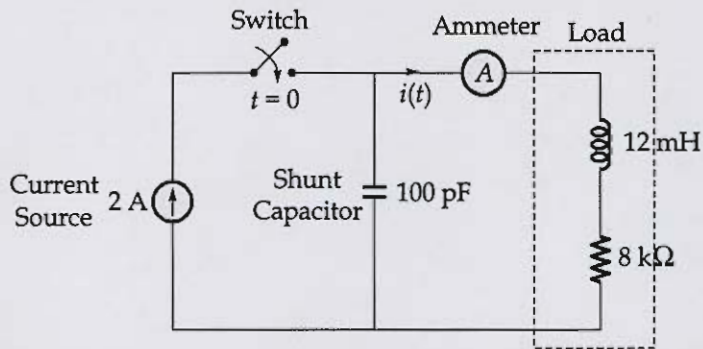 Switch
Ammeter
Load
A
t = 0
i(t)
12 mH
Current
Source
2 A
Shunt
Capacitor
100 pF
8 kΩ